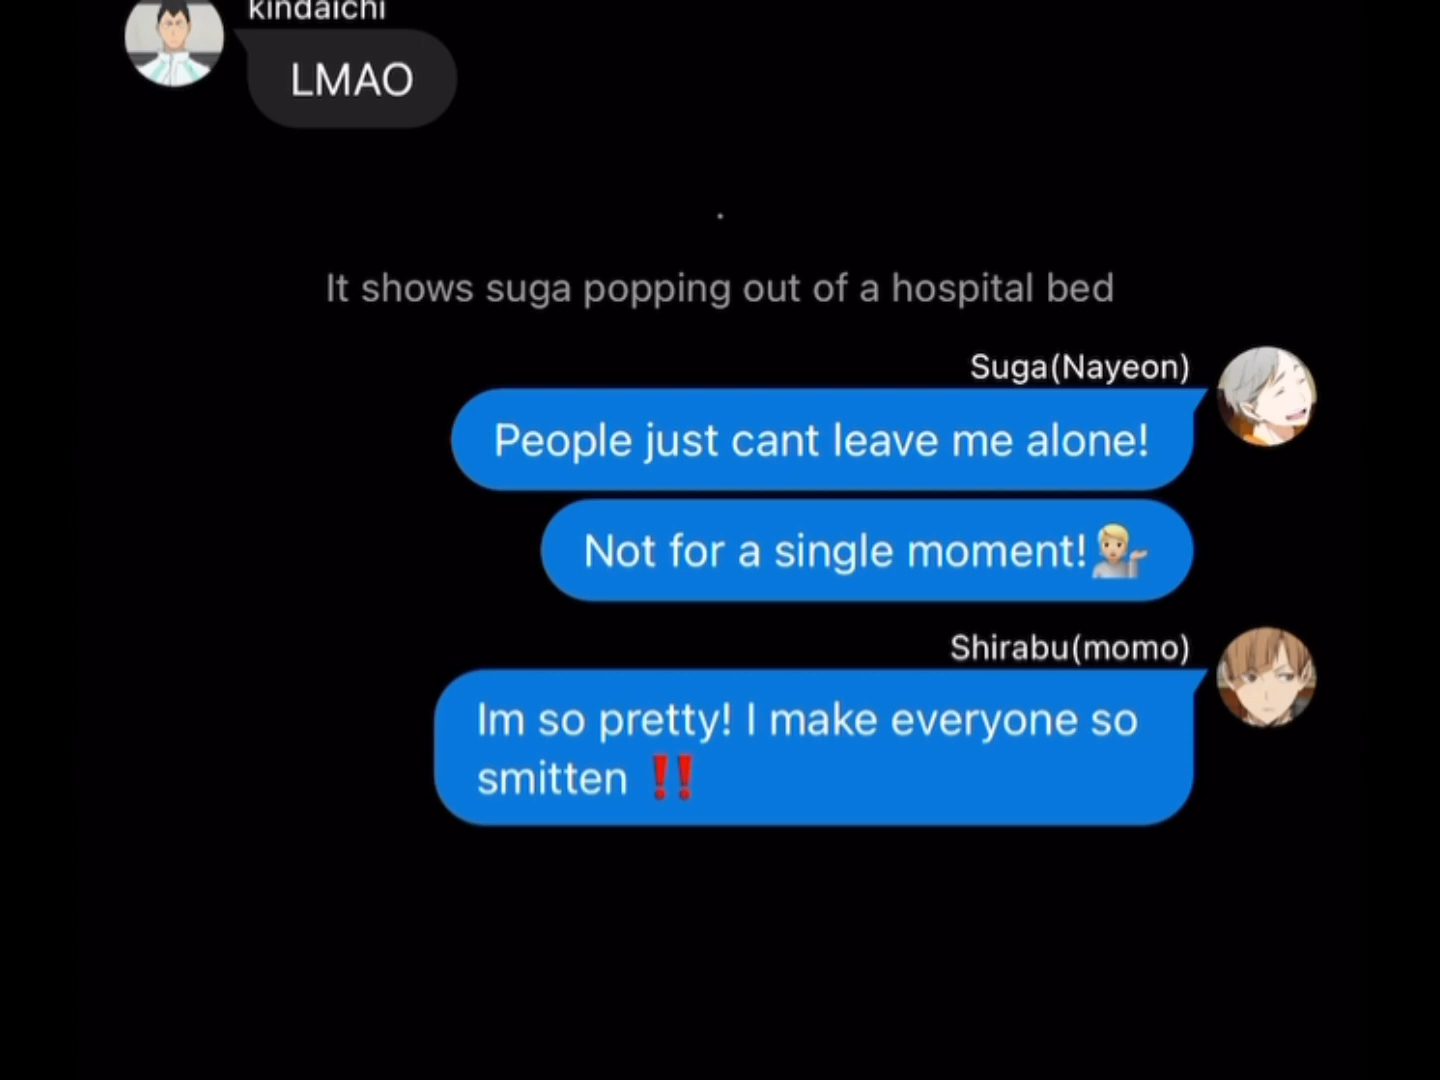 kindaichi
LMAO
.
It shows suga popping out of a hospital bed
Suga(Nayeon)
People just cant leave me alone!
Not for a single moment!💁🏼
Shirabu(momo)
Im so pretty! I make everyone so
smitten ‼️